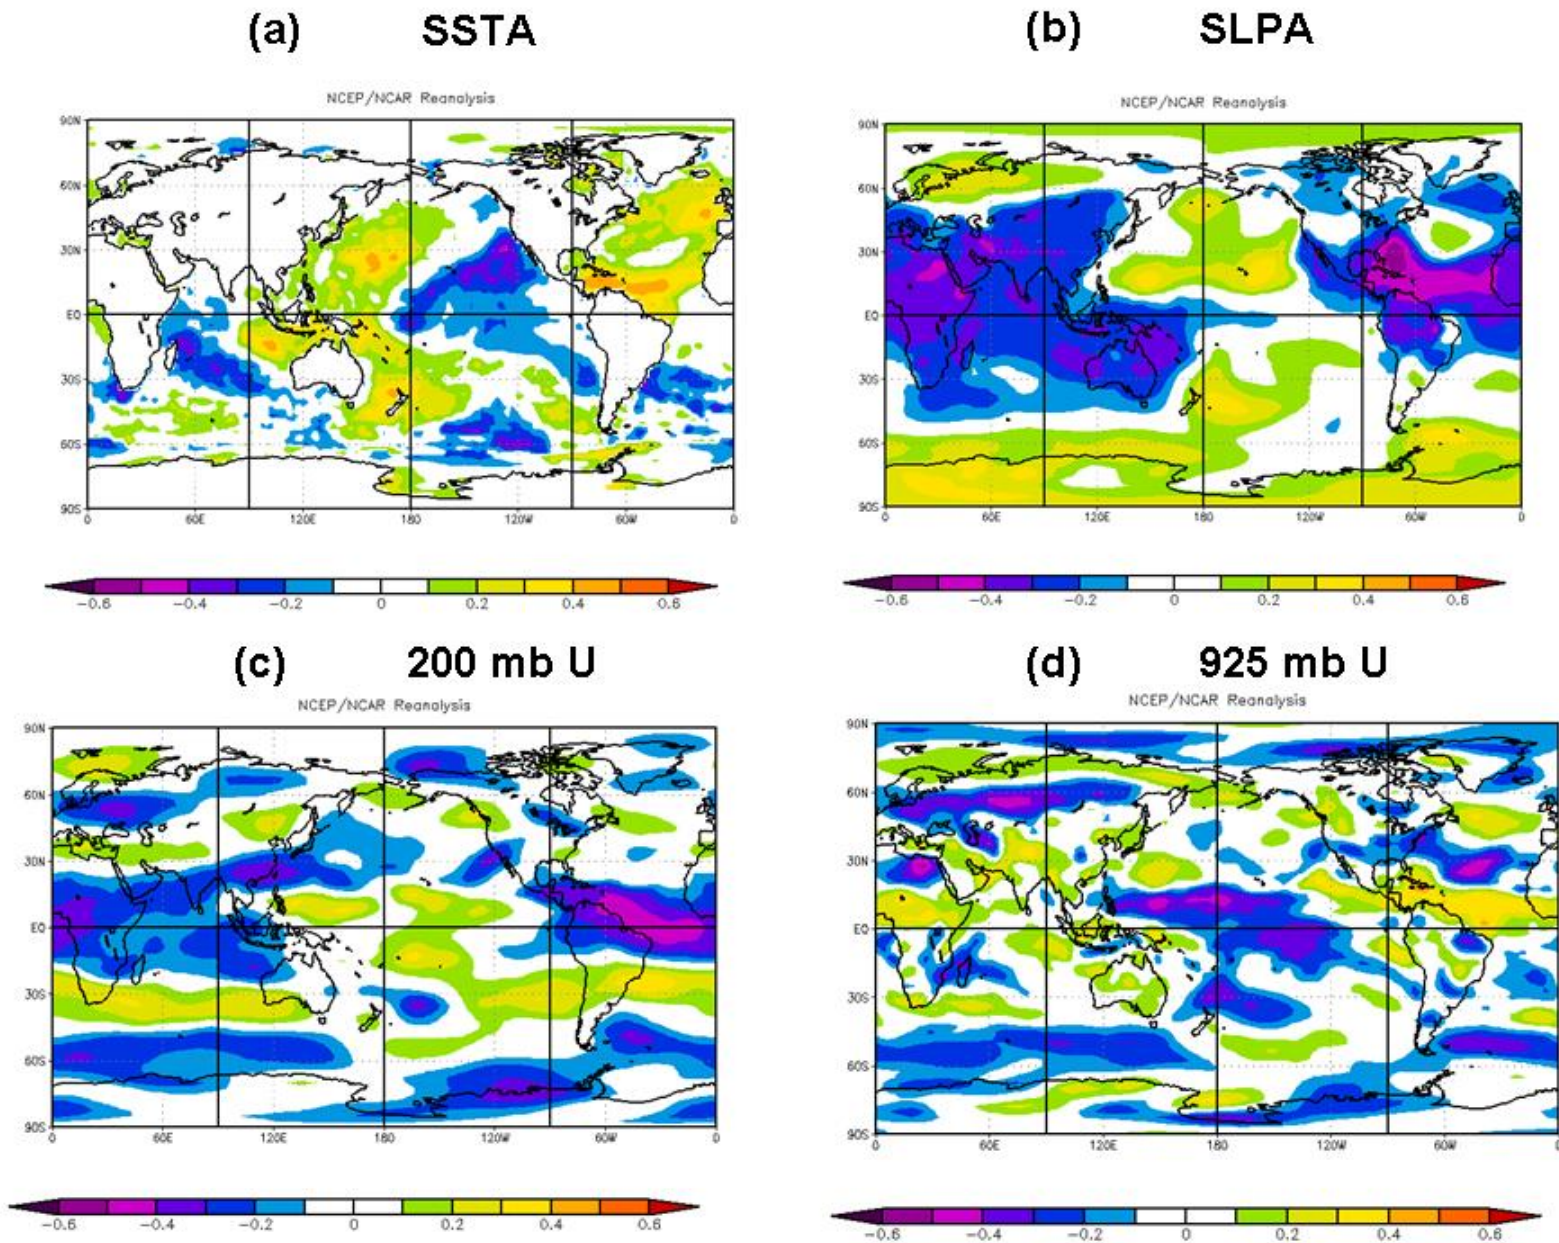 (a) SSTA
NCEP/NCAR Reanalysis
90N
60N
30N
EQ
30S
60S
90S
0 60E 120E 180 120W 60W 0
-0.6 -0.4 -0.2 0 0.2 0.4 0.6
(b) SLPA
NCEP/NCAR Reanalysis
90N
60N
30N
EQ
30S
60S
90S
0 60E 120E 180 120W 60W 0
-0.6 -0.4 -0.2 0 0.2 0.4 0.6
(c) 200 mb U
NCEP/NCAR Reanalysis
90N
60N
30N
EQ
30S
60S
90S
0 60E 120E 180 120W 60W 0
-0.6 -0.4 -0.2 0 0.2 0.4 0.6
(d) 925 mb U
NCEP/NCAR Reanalysis
90N
60N
30N
EQ
30S
60S
90S
0 60E 120E 180 120W 60W 0
-0.6 -0.4 -0.2 0 0.2 0.4 0.6